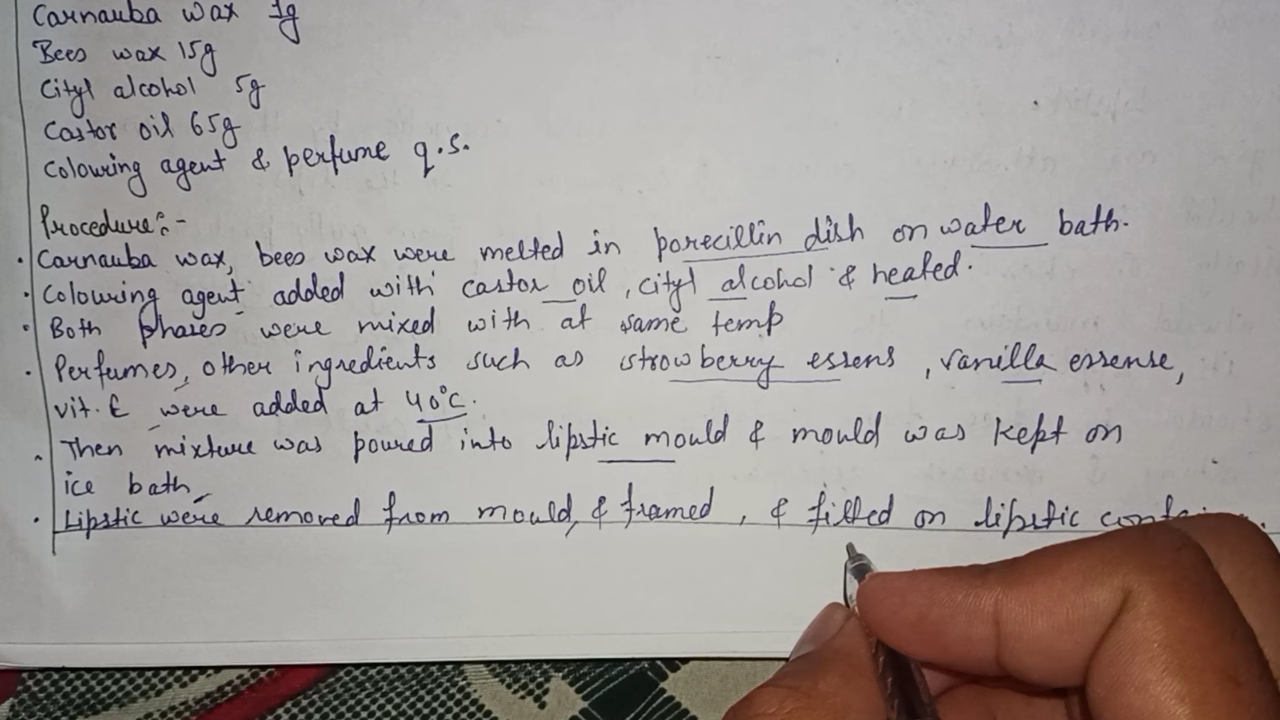 Carnauba wax 1g
Bees wax 15g
Cityl alcohol 5g
Castor oil 65g
Colouring agent & perfume q.s.
Procedure:-
• Carnauba wax, bees wax were melted in porecillin dish on water bath.
• Colouring agent added with castor oil, cityl alcohol & heated.
• Both phases were mixed with at same temp
• Perfumes, other ingredients such as strowberry essens, vanilla essense,
vit. E were added at 40°C.
• Then mixture was poured into lipstic mould & mould was kept on
ice bath
• Lipstic were removed from mould, & framed, & filled on lipstic